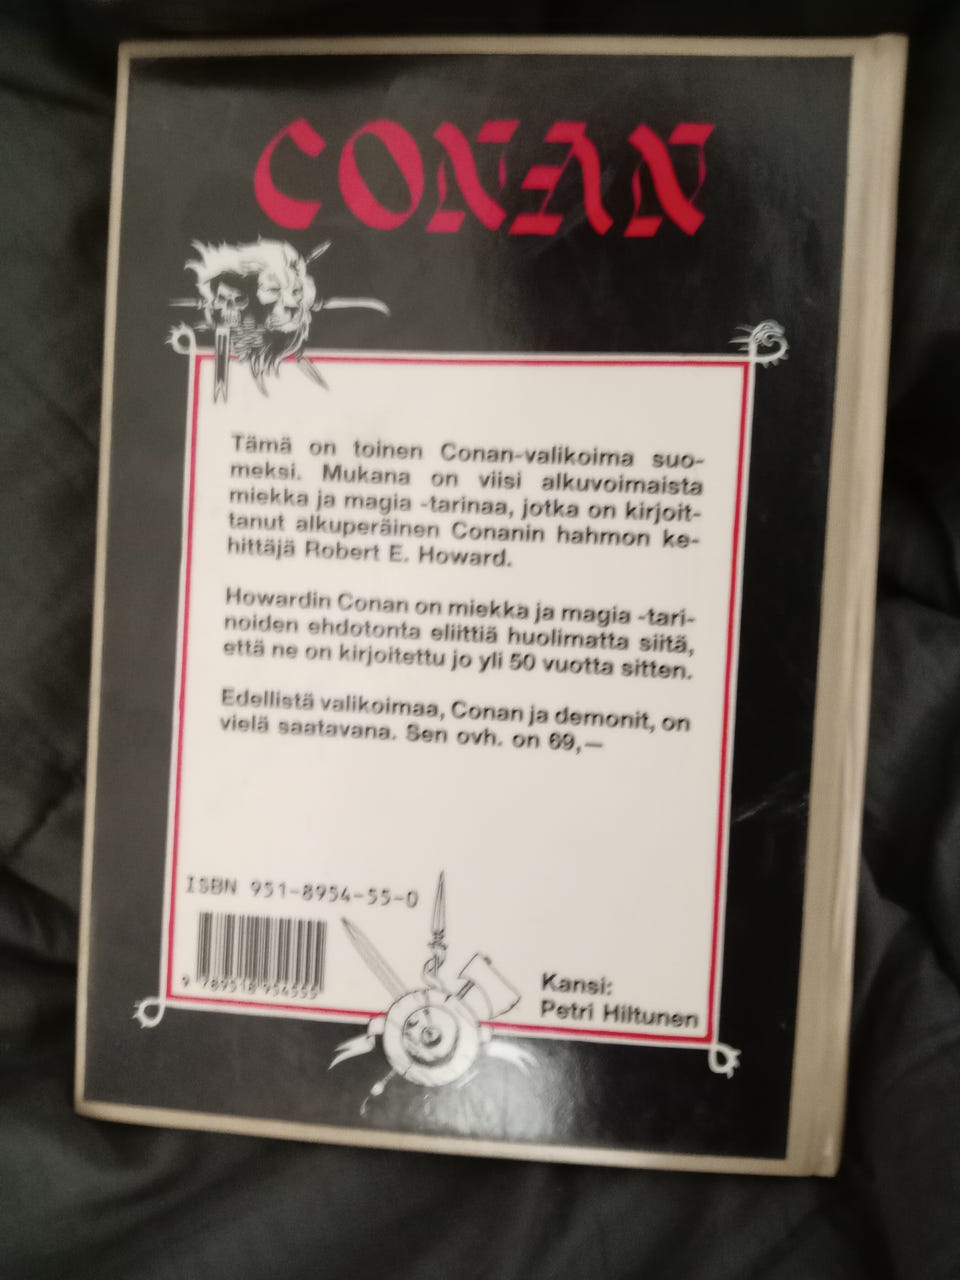 CONAN
Tämä on toinen Conan-valikoima suo-
meksi. Mukana on viisi alkuvoimaista
miekka ja magia -tarinaa, jotka on kirjoit-
tanut alkuperäinen Conanin hahmon ke-
hittäjä Robert E. Howard.
Howardin Conan on miekka ja magia -tari-
noiden ehdotonta eliittiä huolimatta siitä,
että ne on kirjoitettu jo yli 50 vuotta sitten.
Edellistä valikoimaa, Conan ja demonit, on
vielä saatavana. Sen ovh. on 69,—
ISBN 951-8954-55-0
9 789518 954555
Kansi:
Petri Hiltunen